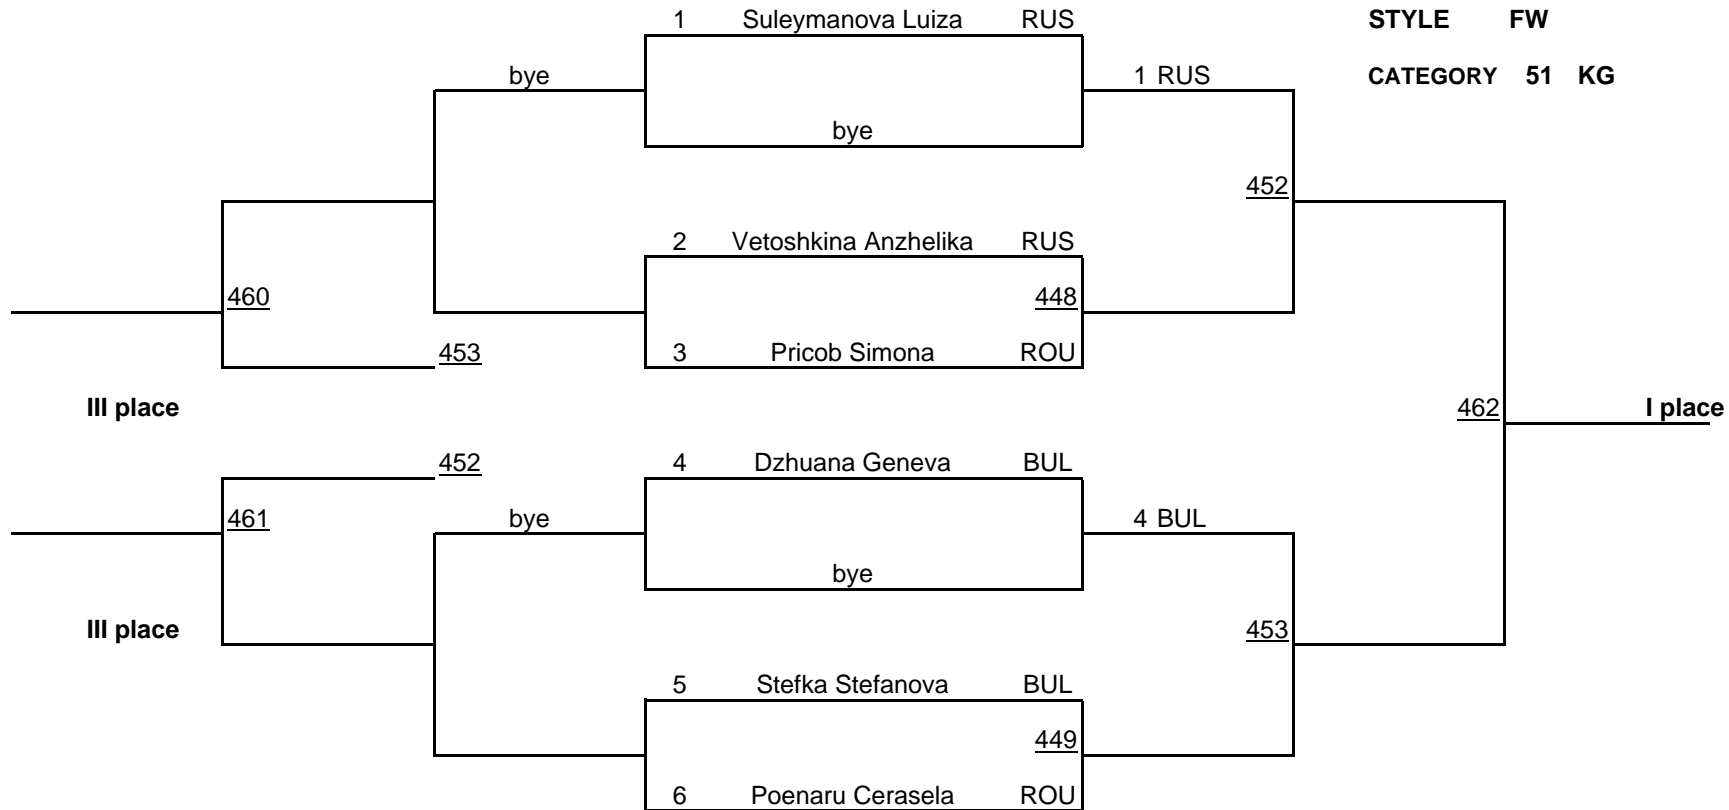 1 Suleymanova Luiza RUS STYLE FW
bye 1 RUS CATEGORY 51 KG
bye
452
2 Vetoshkina Anzhelika RUS
460 448
453 3 Pricob Simona ROU
III place 462 I place
452 4 Dzhuana Geneva BUL
461 bye 4 BUL
bye
III place 453
5 Stefka Stefanova BUL
449
6 Poenaru Cerasela ROU